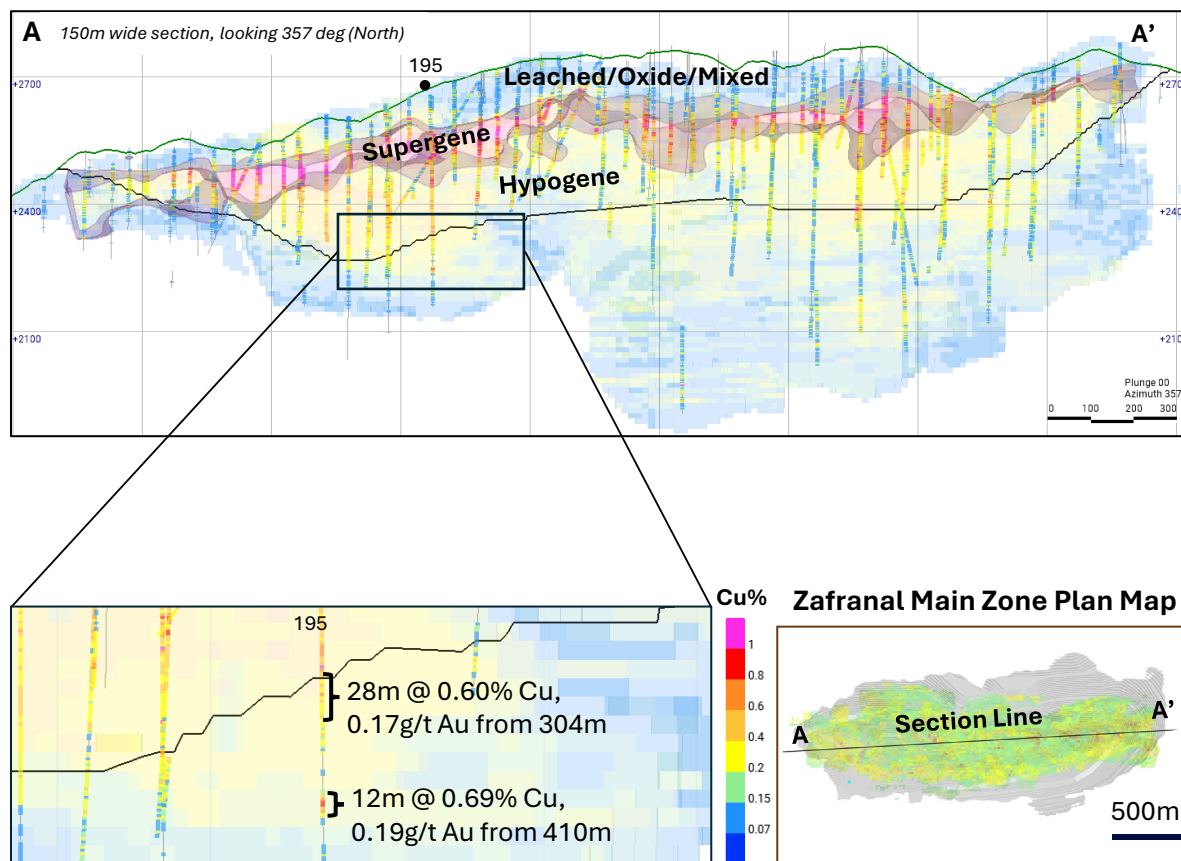 A
150m wide section, looking 357 deg (North)
A’
195
Leached/Oxide/Mixed
+2700
+270
Supergene
Hypogene
+2400
+240
+2100
+210
Plunge 00
Azimuth 357
0 100 200 300
195
28m @ 0.60% Cu,
0.17g/t Au from 304m
12m @ 0.69% Cu,
0.19g/t Au from 410m
Cu%
1
0.8
0.6
0.4
0.2
0.15
0.07
Zafranal Main Zone Plan Map
A
Section Line
A’
500m